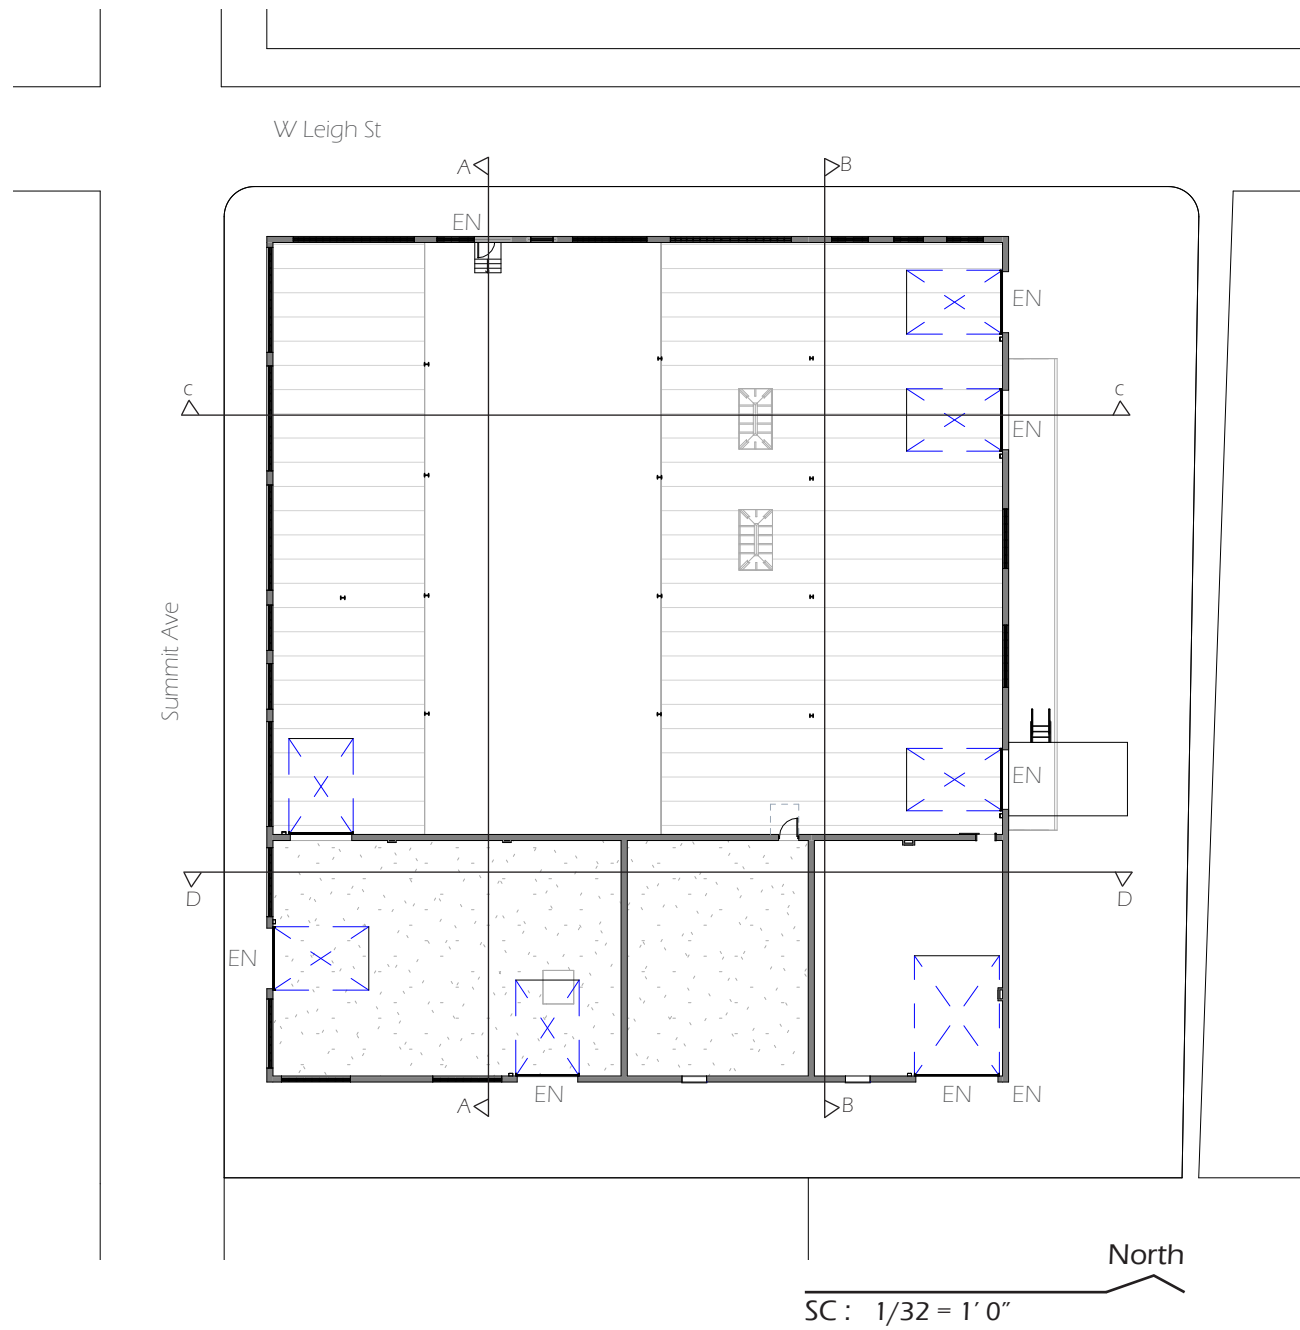 W Leigh St
A
B
EN
EN
C
C
EN
Summit Ave
EN
D
D
EN
A
EN
B
EN
EN
North
SC : 1/32 = 1' 0"